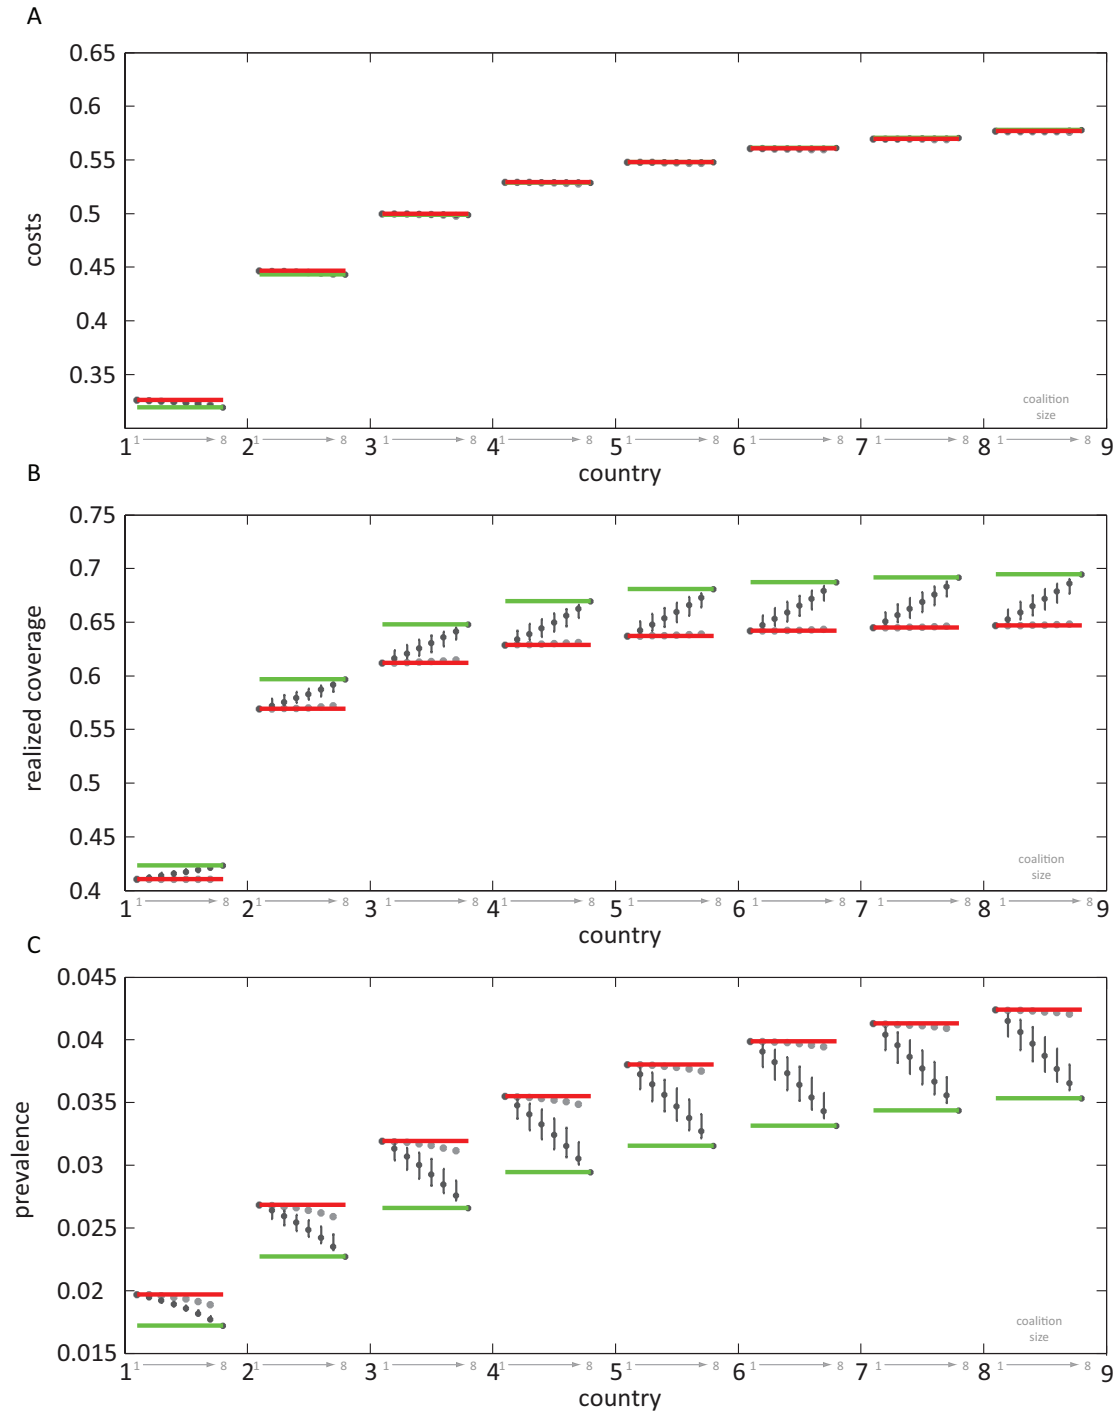 A
0.65
0.6
0.55
0.5
0.45
0.4
0.35
costs
coalition
size
1 8 1 8 1 8 1 8 1 8 1 8 1 8 1 8
1 2 3 4 5 6 7 8 9
country
B
0.75
0.7
0.65
0.6
0.55
0.5
0.45
0.4
realized coverage
coalition
size
1 8 1 8 1 8 1 8 1 8 1 8 1 8 1 8
1 2 3 4 5 6 7 8 9
country
C
0.045
0.04
0.035
0.03
0.025
0.02
0.015
prevalence
coalition
size
1 8 1 8 1 8 1 8 1 8 1 8 1 8 1 8
1 2 3 4 5 6 7 8 9
country